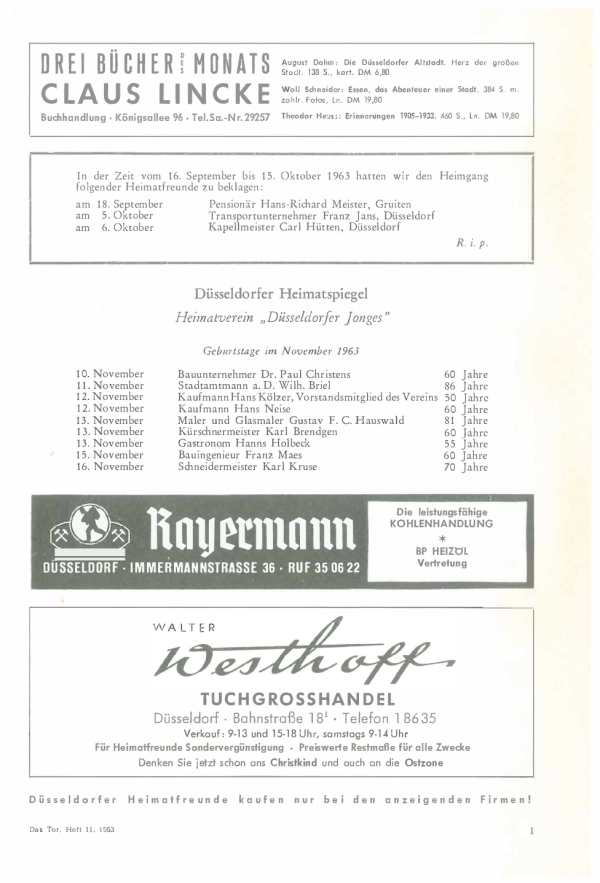 DREI BÜCHER DES MONATS
CLAUS LINCKE
Buchhandlung · Königsallee 96 · Tel.Sa.-Nr. 29257
August Dahm: Die Düsseldorfer Altstadt. Herz der großen
Stadt. 138 S., kart. DM 6,80
Woll Schneider: Essen, das Abenteuer einer Stadt. 384 S. m.
zahlr. Fotos, Ln. DM 19,80
Theodor Heuss: Erinnerungen 1905–1933. 460 S., Ln. DM 19,80
In der Zeit vom 16. September bis 15. Oktober 1963 hatten wir den Heimgang
folgender Heimatfreunde zu beklagen:
am 18. September Pensionär Hans-Richard Meister, Gruiten
am 5. Oktober Transportunternehmer Franz Jans, Düsseldorf
am 6. Oktober Kapellmeister Carl Hütten, Düsseldorf
R. i. p.
Düsseldorfer Heimatspiegel
Heimatverein „Düsseldorfer Jonges"
Geburtstage im November 1963
10. November Bauunternehmer Dr. Paul Christens 60 Jahre
11. November Stadtamtmann a. D. Wilh. Briel 86 Jahre
12. November Kaufmann Hans Kölzer, Vorstandsmitglied des Vereins 50 Jahre
12. November Kaufmann Hans Neise 60 Jahre
13. November Maler und Glasmaler Gustav F. C. Hauswald 81 Jahre
13. November Kürschnermeister Karl Brendgen 60 Jahre
13. November Gastronom Hanns Holbeck 55 Jahre
15. November Bauingenieur Franz Maes 60 Jahre
16. November Schneidermeister Karl Kruse 70 Jahre
Rayermann
DÜSSELDORF · IMMERMANNSTRASSE 36 · RUF 35 06 22
Die leistungsfähige
KOHLENHANDLUNG
*
BP HEIZÖL
Vertretung
WALTER
Westhoff
TUCHGROSSHANDEL
Düsseldorf · Bahnstraße 18ᴵ · Telefon 18635
Verkauf: 9-13 und 15-18 Uhr, samstags 9-14 Uhr
Für Heimatfreunde Sondervergünstigung · Preiswerte Restmaße für alle Zwecke
Denken Sie jetzt schon ans Christkind und auch an die Ostzone
Düsseldorfer Heimatfreunde kaufen nur bei den anzeigenden Firmen!
Das Tor, Heft 11, 1963 I